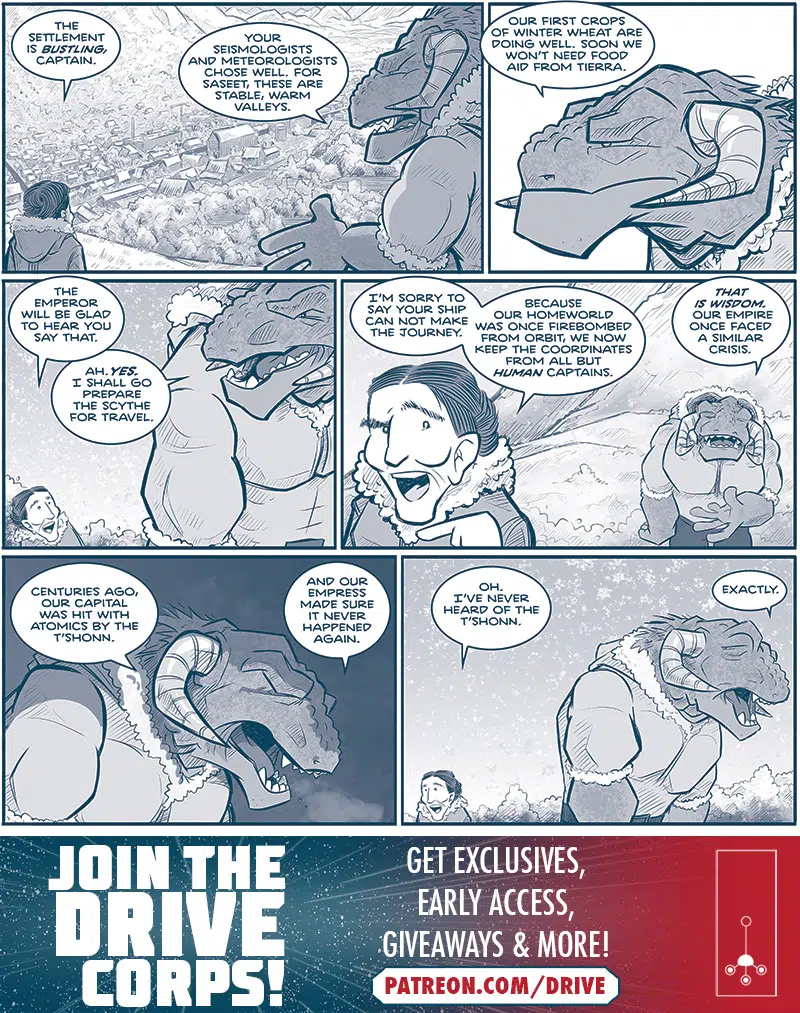 THE
SETTLEMENT
IS BUSTLING,
CAPTAIN.
YOUR
SEISMOLOGISTS
AND METEOROLOGISTS
CHOSE WELL. FOR
SASEET, THESE ARE
STABLE, WARM
VALLEYS.
OUR FIRST CROPS
OF WINTER WHEAT ARE
DOING WELL. SOON WE
WON'T NEED FOOD
AID FROM TIERRA.
THE
EMPEROR
WILL BE GLAD
TO HEAR YOU
SAY THAT.
AH. YES.
I SHALL GO
PREPARE
THE SCYTHE
FOR TRAVEL.
I'M SORRY TO
SAY YOUR SHIP
CAN NOT MAKE
THE JOURNEY.
BECAUSE
OUR HOMEWORLD
WAS ONCE FIREBOMBED
FROM ORBIT, WE NOW
KEEP THE COORDINATES
FROM ALL BUT
HUMAN CAPTAINS.
THAT
IS WISDOM.
OUR EMPIRE
ONCE FACED
A SIMILAR
CRISIS.
CENTURIES AGO,
OUR CAPITAL
WAS HIT WITH
ATOMICS BY THE
T'SHONN.
AND OUR
EMPRESS
MADE SURE
IT NEVER
HAPPENED
AGAIN.
OH.
I'VE NEVER
HEARD OF THE
T'SHONN.
EXACTLY.
JOIN THE
DRIVE
CORPS!
GET EXCLUSIVES,
EARLY ACCESS,
GIVEAWAYS & MORE!
PATREON.COM/DRIVE